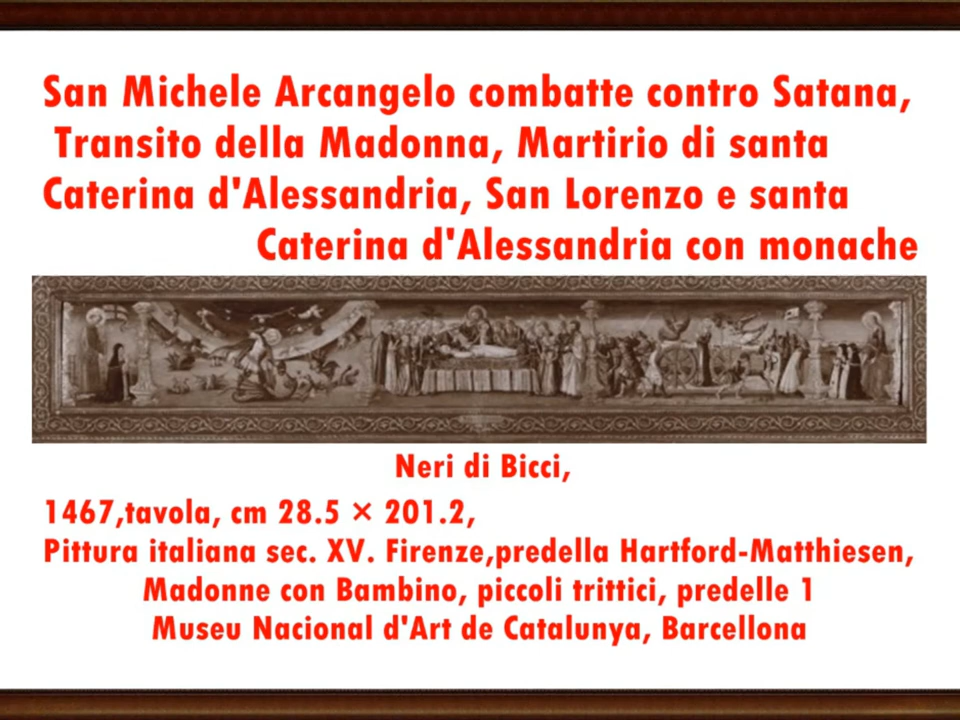 San Michele Arcangelo combatte contro Satana,
Transito della Madonna, Martirio di santa
Caterina d'Alessandria, San Lorenzo e santa
Caterina d'Alessandria con monache
Neri di Bicci,
1467,tavola, cm 28.5 × 201.2,
Pittura italiana sec. XV. Firenze,predella Hartford-Matthiesen,
Madonne con Bambino, piccoli trittici, predelle 1
Museu Nacional d'Art de Catalunya, Barcellona